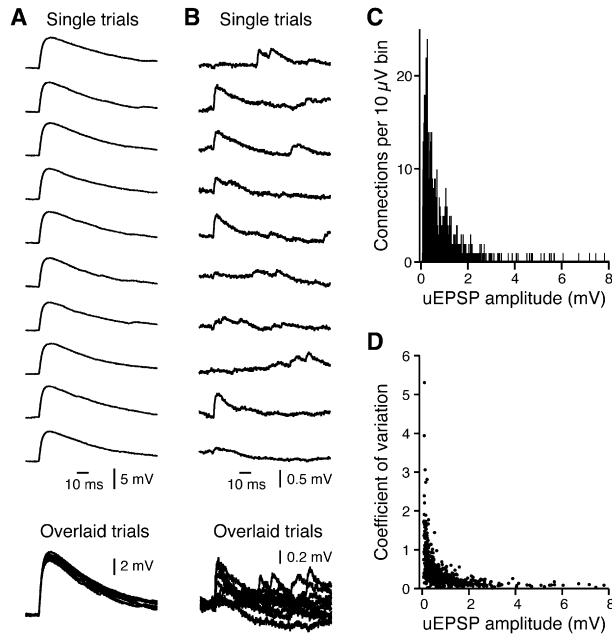 A
Single trials
10 ms
5 mV
Overlaid trials
2 mV
B
Single trials
10 ms
0.5 mV
Overlaid trials
0.2 mV
C
Connections per 10 µV bin
20
10
0
0 2 4 6 8
uEPSP amplitude (mV)
D
Coefficient of variation
6
5
4
3
2
1
0
0 2 4 6 8
uEPSP amplitude (mV)